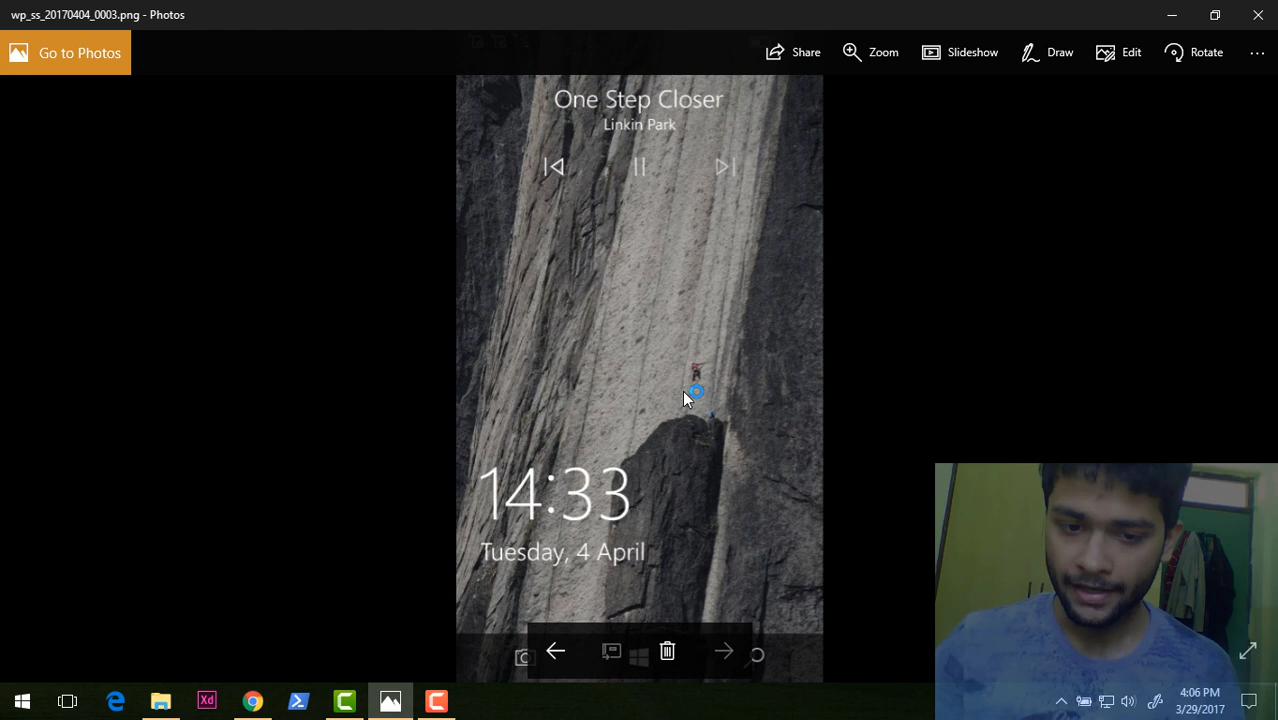 wp_ss_20170404_0003.png - Photos
Go to Photos
Share
Zoom
Slideshow
Draw
Edit
Rotate
One Step Closer
Linkin Park
14:33
Tuesday, 4 April
Xd
4:06 PM
3/29/2017